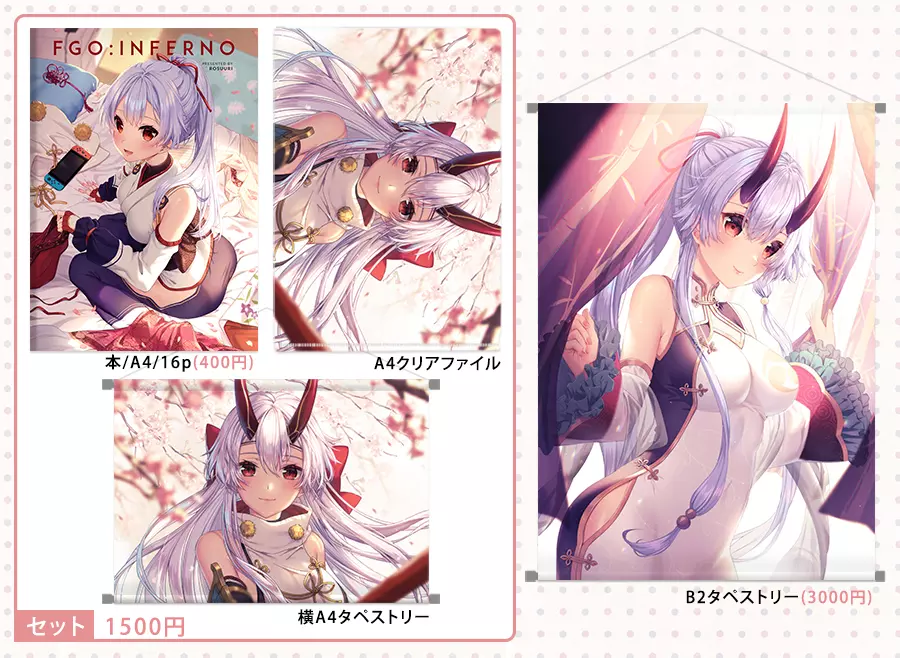 FGO:INFERNO
PRESENTED BY
BOSUURI
本/A4/16p(400円)
A4クリアファイル
横A4タペストリー
セット 1500円
B2タペストリー(3000円)